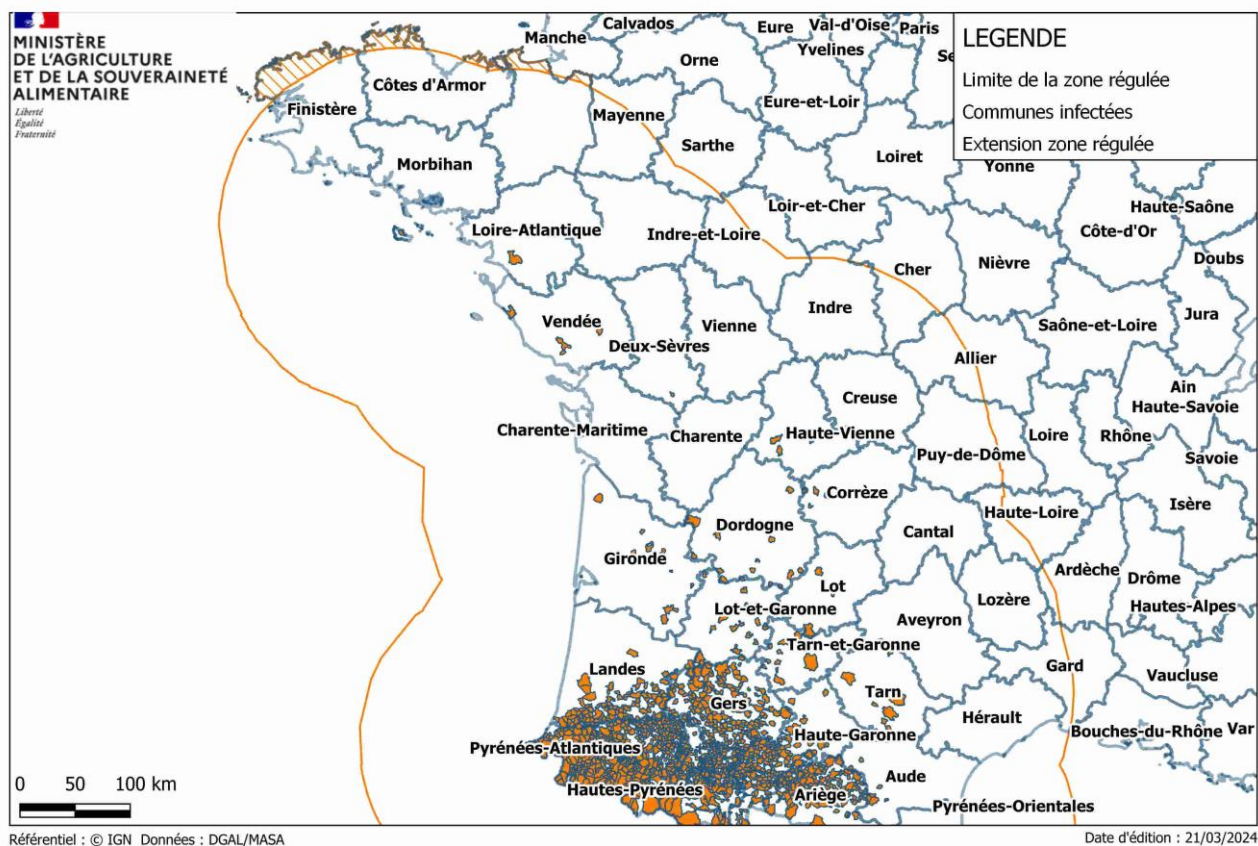 MINISTÈRE
DE L'AGRICULTURE
ET DE LA SOUVERAINETÉ
ALIMENTAIRE
Liberté
Égalité
Fraternité
LEGENDE
Limite de la zone régulée
Communes infectées
Extension zone régulée
Calvados
Eure
Val-d'Oise
Paris
Manche
Yvelines
Se
Orne
Côtes d'Armor
Finistère
Mayenne
Eure-et-Loir
Sarthe
Morbihan
Loiret
Yonne
Loir-et-Cher
Haute-Saône
Loire-Atlantique
Indre-et-Loire
Côte-d'Or
Cher
Nièvre
Doubs
Vendée
Vienne
Indre
Saône-et-Loire
Jura
Deux-Sèvres
Allier
Ain
Creuse
Haute-Savoie
Charente-Maritime
Charente
Haute-Vienne
Loire
Rhône
Puy-de-Dôme
Savoie
Corrèze
Isère
Dordogne
Haute-Loire
Cantal
Gironde
Ardèche
Drôme
Lot
Lozère
Hautes-Alpes
Lot-et-Garonne
Aveyron
Tarn-et-Garonne
Landes
Gard
Vaucluse
Gers
Tarn
Hérault
Haute-Garonne
Bouches-du-Rhône
Var
Pyrénées-Atlantiques
Aude
Hautes-Pyrénées
Ariège
Pyrénées-Orientales
0 50 100 km
Référentiel : © IGN Données : DGAL/MASA
Date d'édition : 21/03/2024